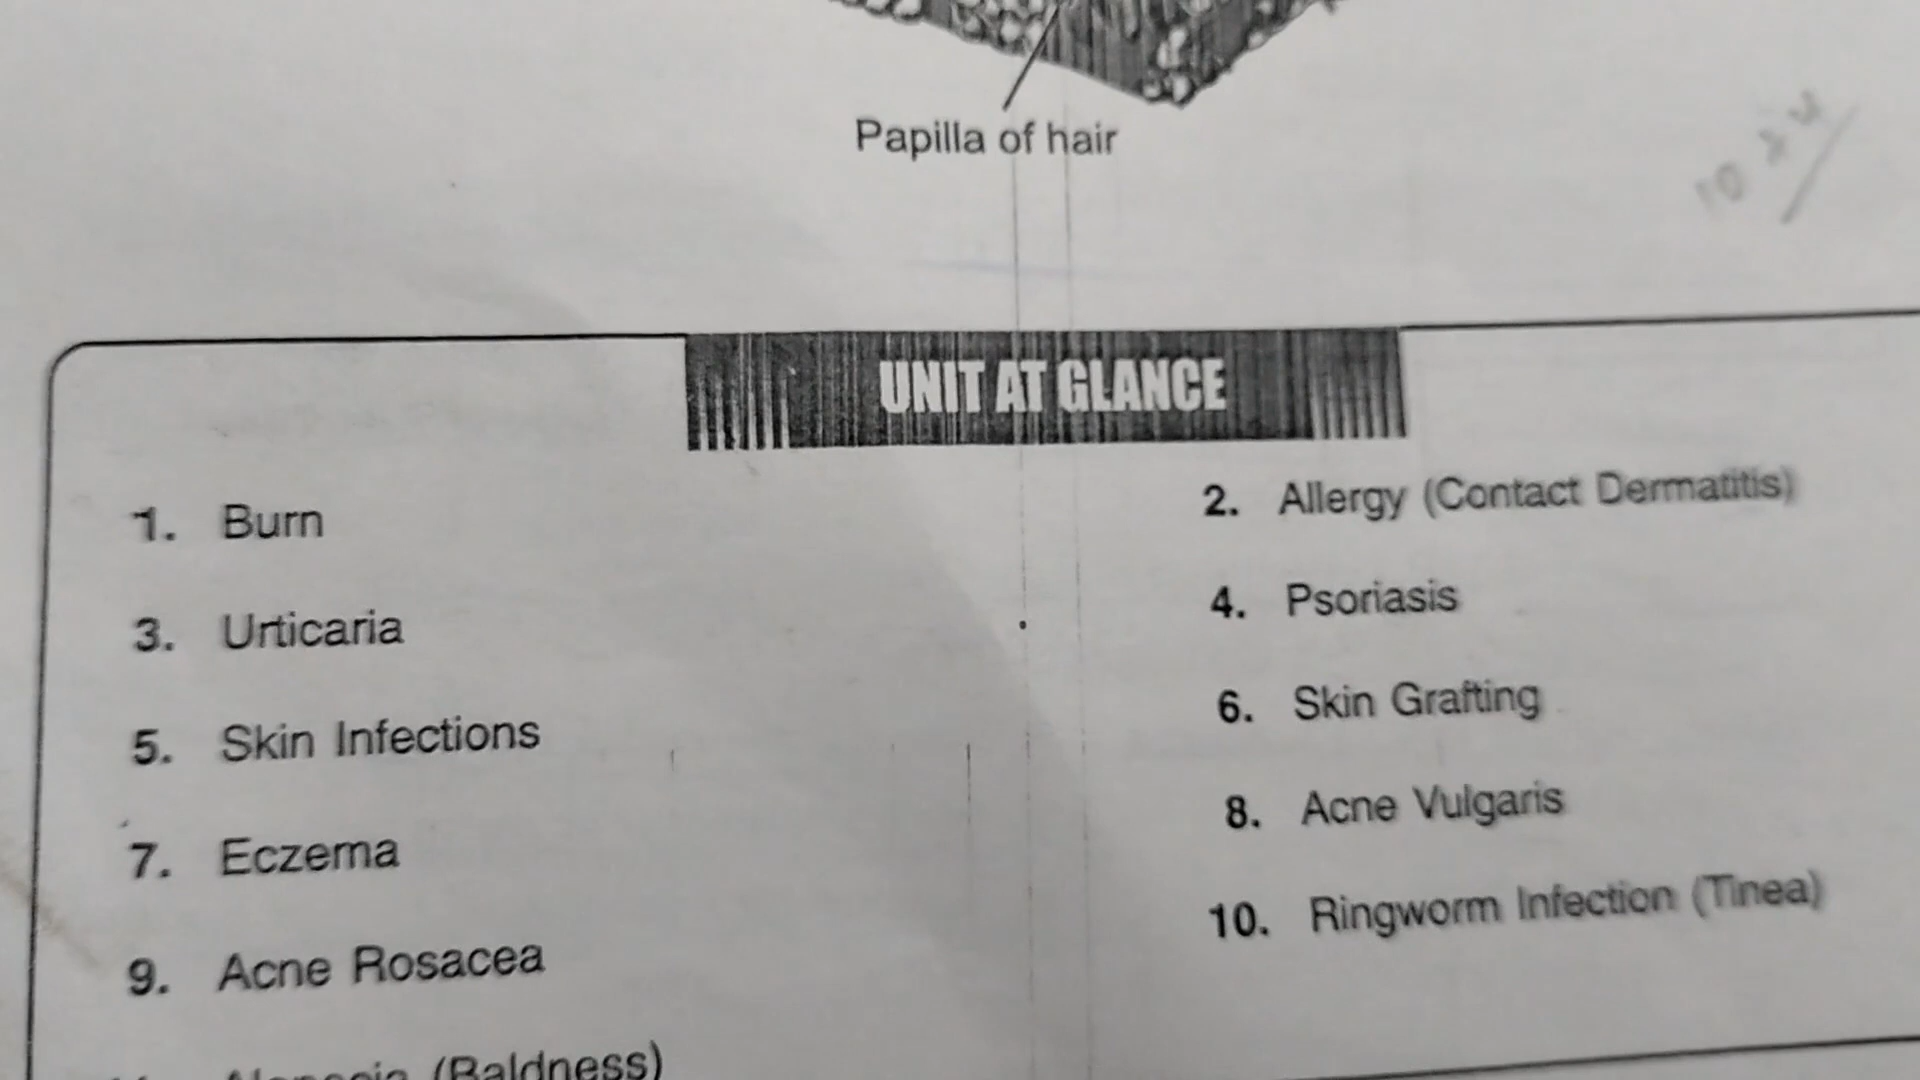 Papilla of hair
UNIT AT GLANCE
1. Burn
2. Allergy (Contact Dermatitis)
3. Urticaria
4. Psoriasis
5. Skin Infections
6. Skin Grafting
7. Eczema
8. Acne Vulgaris
9. Acne Rosacea
10. Ringworm Infection (Tinea)
Alopecia (Baldness)